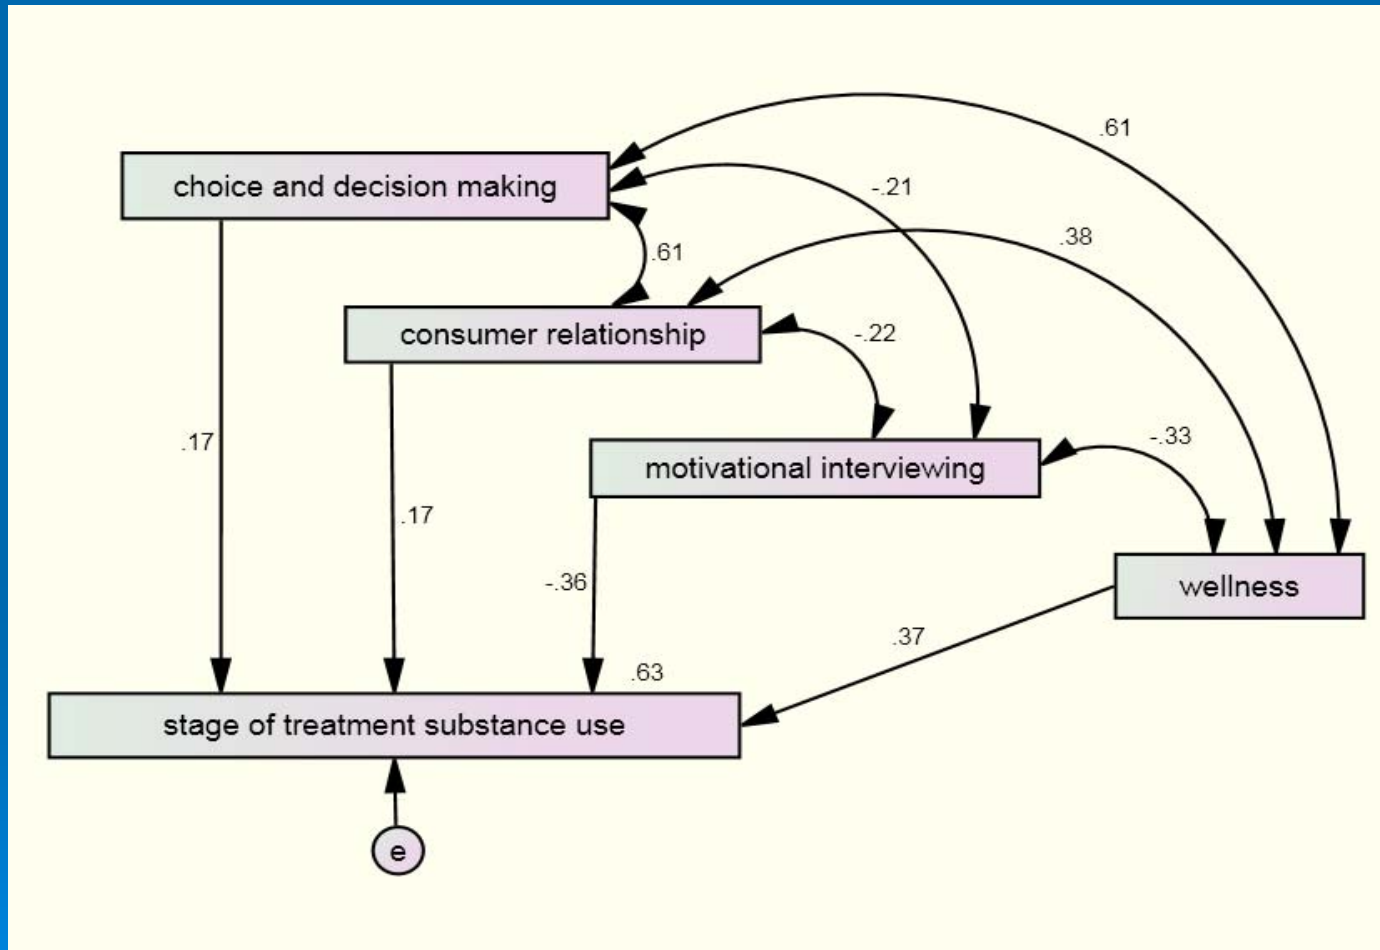 .61
choice and decision making
-.21
.38
.61
consumer relationship
-.22
-.33
.17
motivational interviewing
.17
-.36
wellness
.37
.63
stage of treatment substance use
e